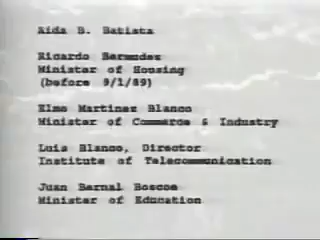 Aida B. Batista
Ricardo Bermudez
Minister of Housing
(before 9/1/89)
Elmo Martinez Blanco
Minister of Commerce & Industry
Luis Blanco, Director
Institute of Telecommunication
Juan Bernal Boscoe
Minister of Education